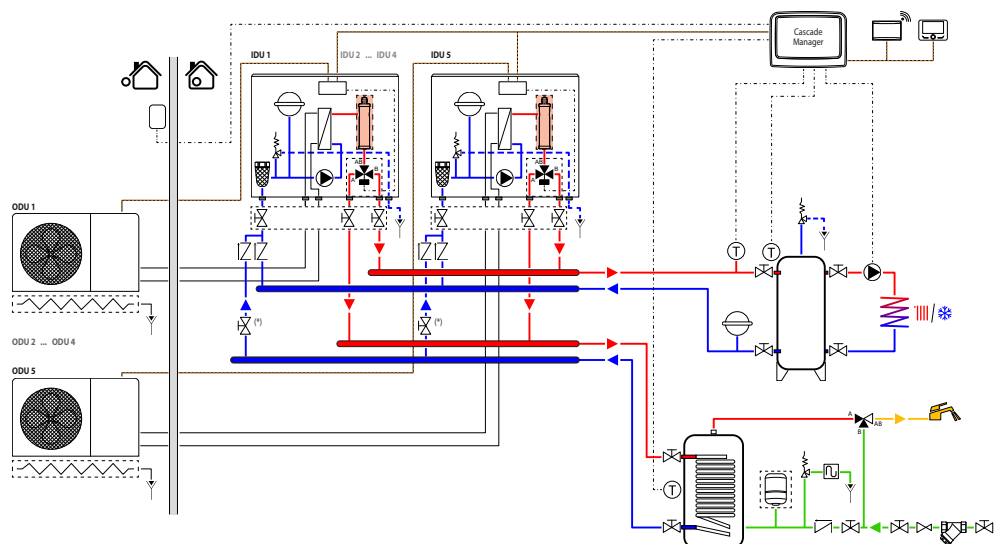 Cascade
Manager
IDU 1
IDU 2 ... IDU 4
IDU 5
AB
A
B
AB
A
B
ODU 1
T
T
(*)
(*)
ODU 2 ... ODU 4
ODU 5
A
B
AB
T